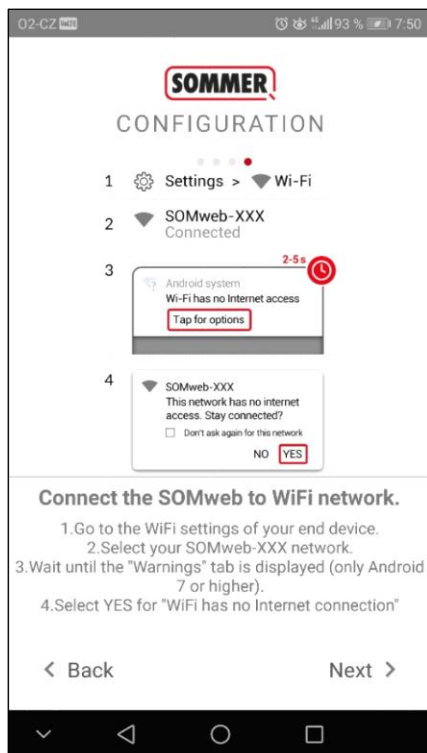 O2-CZ VoLTE 93 % 7:50
SOMMER
CONFIGURATION
1 Settings > Wi-Fi
2 SOMweb-XXX
Connected
3 2-5 s
Android system
Wi-Fi has no Internet access
Tap for options
4 SOMweb-XXX
This network has no internet
access. Stay connected?
Don't ask again for this network
NO YES
Connect the SOMweb to WiFi network.
1.Go to the WiFi settings of your end device.
2.Select your SOMweb-XXX network.
3.Wait until the "Warnings" tab is displayed (only Android
7 or higher).
4.Select YES for "WiFi has no Internet connection"
< Back Next >